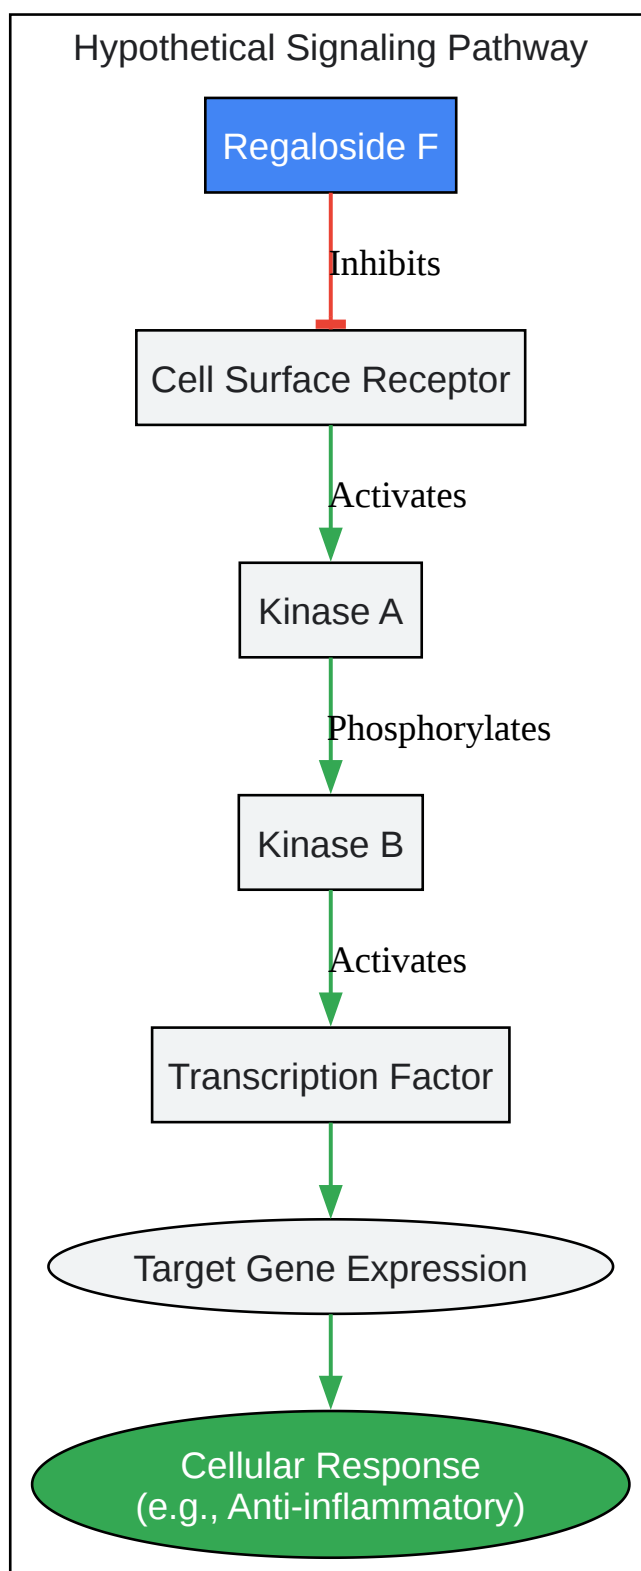 Hypothetical Signaling Pathway
Regaloside F
Inhibits
Cell Surface Receptor
Activates
Kinase A
Phosphorylates
Kinase B
Activates
Transcription Factor
Target Gene Expression
Cellular Response
(e.g., Anti-inflammatory)